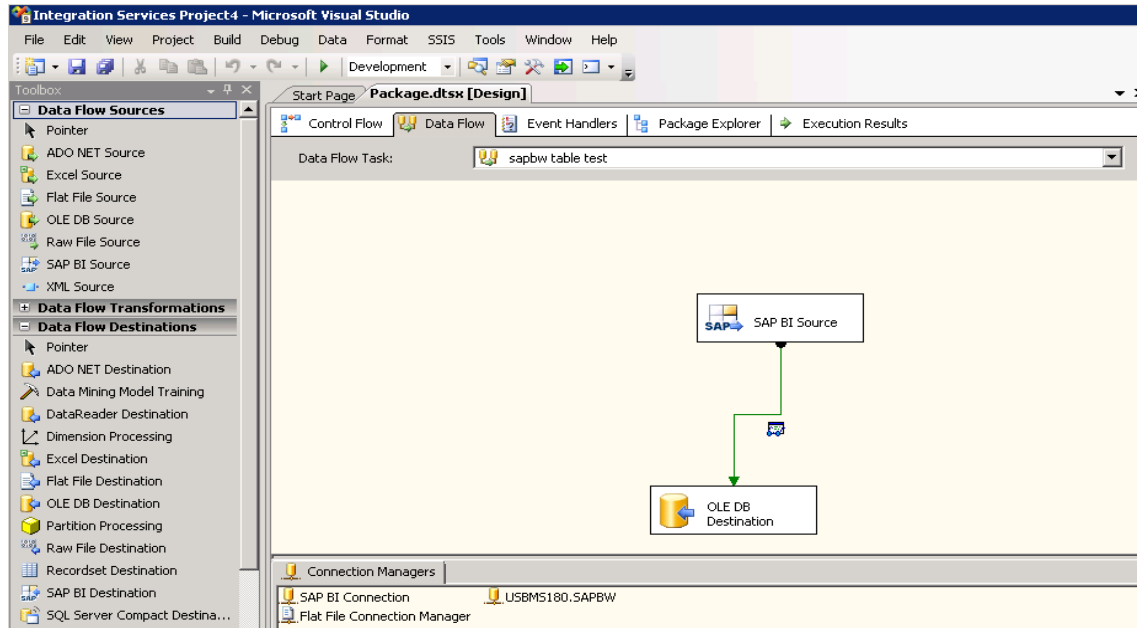 Integration Services Project4 - Microsoft Visual Studio
File Edit View Project Build Debug Data Format SSIS Tools Window Help
Development
Toolbox
Start Page Package.dtsx [Design]
Data Flow Sources
Pointer
ADO NET Source
Excel Source
Flat File Source
OLE DB Source
Raw File Source
SAP BI Source
XML Source
Data Flow Transformations
Data Flow Destinations
Pointer
ADO NET Destination
Data Mining Model Training
DataReader Destination
Dimension Processing
Excel Destination
Flat File Destination
OLE DB Destination
Partition Processing
Raw File Destination
Recordset Destination
SAP BI Destination
SQL Server Compact Destina...
Control Flow Data Flow Event Handlers Package Explorer Execution Results
Data Flow Task: sapbw table test
SAP SAP BI Source
OLE DB
Destination
Connection Managers
SAP BI Connection USBMS180.SAPBW
Flat File Connection Manager